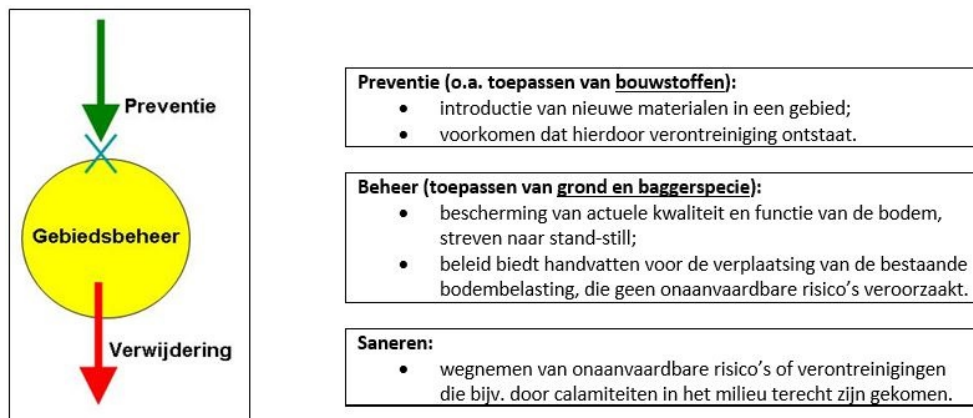 Preventie
Gebiedsbeheer
Verwijdering
Preventie (o.a. toepassen van bouwstoffen):
• introductie van nieuwe materialen in een gebied;
• voorkomen dat hierdoor verontreiniging ontstaat.
Beheer (toepassen van grond en baggerspecie):
• bescherming van actuele kwaliteit en functie van de bodem,
streven naar stand-still;
• beleid biedt handvatten voor de verplaatsing van de bestaande
bodembelasting, die geen onaanvaardbare risico's veroorzaakt.
Saneren:
• wegnemen van onaanvaardbare risico's of verontreinigingen
die bijv. door calamiteiten in het milieu terecht zijn gekomen.